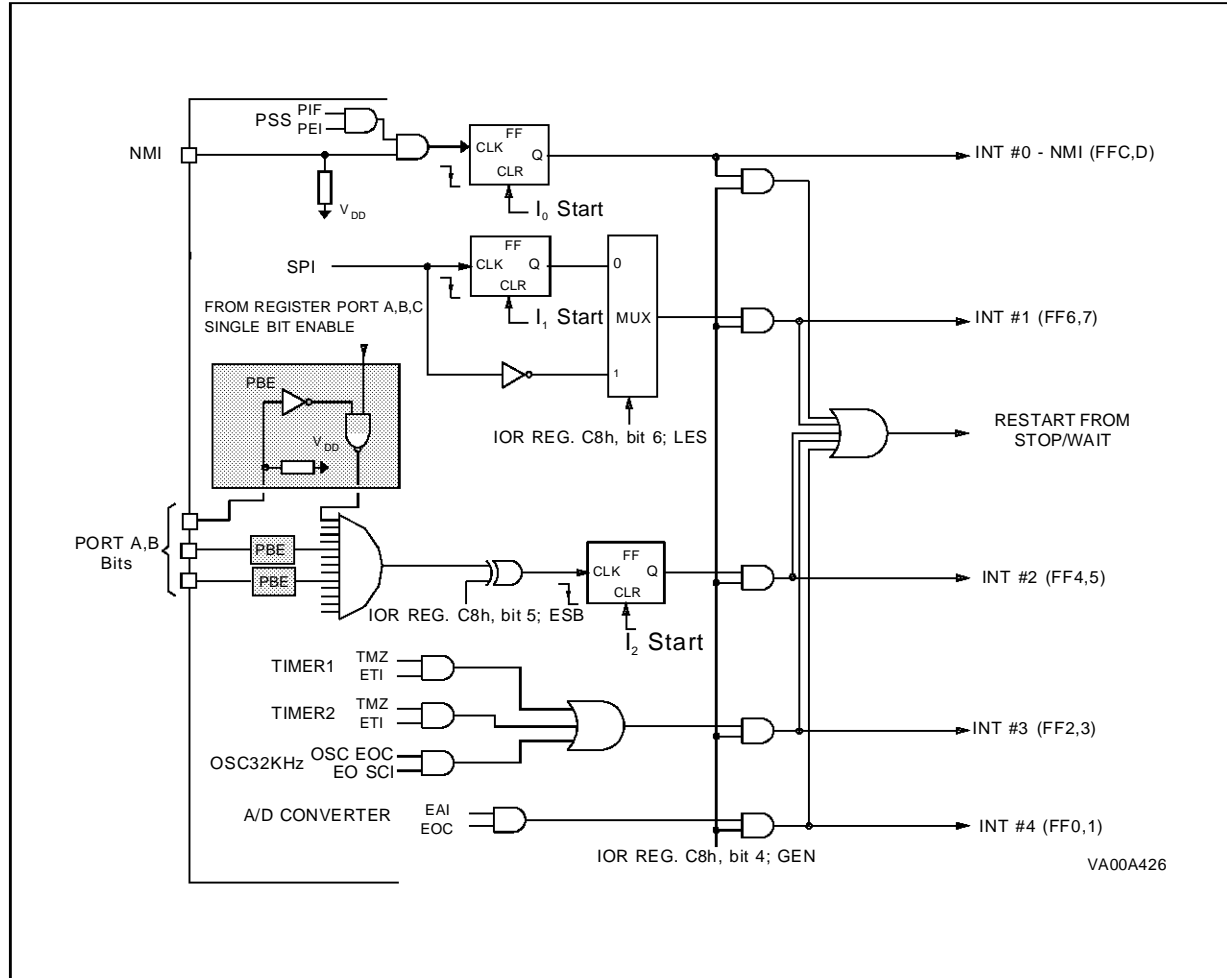 PSS
PIF
PEI
NMI
V DD
FF
CLK
Q
CLR
I0 Start
INT #0 - NMI (FFC,D)
SPI
FF
CLK
Q
CLR
I1 Start
0
MUX
1
INT #1 (FF6,7)
FROM REGISTER PORT A,B,C
SINGLE BIT ENABLE
PBE
V DD
IOR REG. C8h, bit 6; LES
RESTART FROM
STOP/WAIT
PORT A,B
Bits
PBE
PBE
IOR REG. C8h, bit 5; ESB
FF
CLK
Q
CLR
I2 Start
INT #2 (FF4,5)
TIMER1
TMZ
ETI
TIMER2
TMZ
ETI
OSC32KHz
OSC EOC
EO SCI
INT #3 (FF2,3)
A/D CONVERTER
EAI
EOC
INT #4 (FF0,1)
IOR REG. C8h, bit 4; GEN
VA00A426